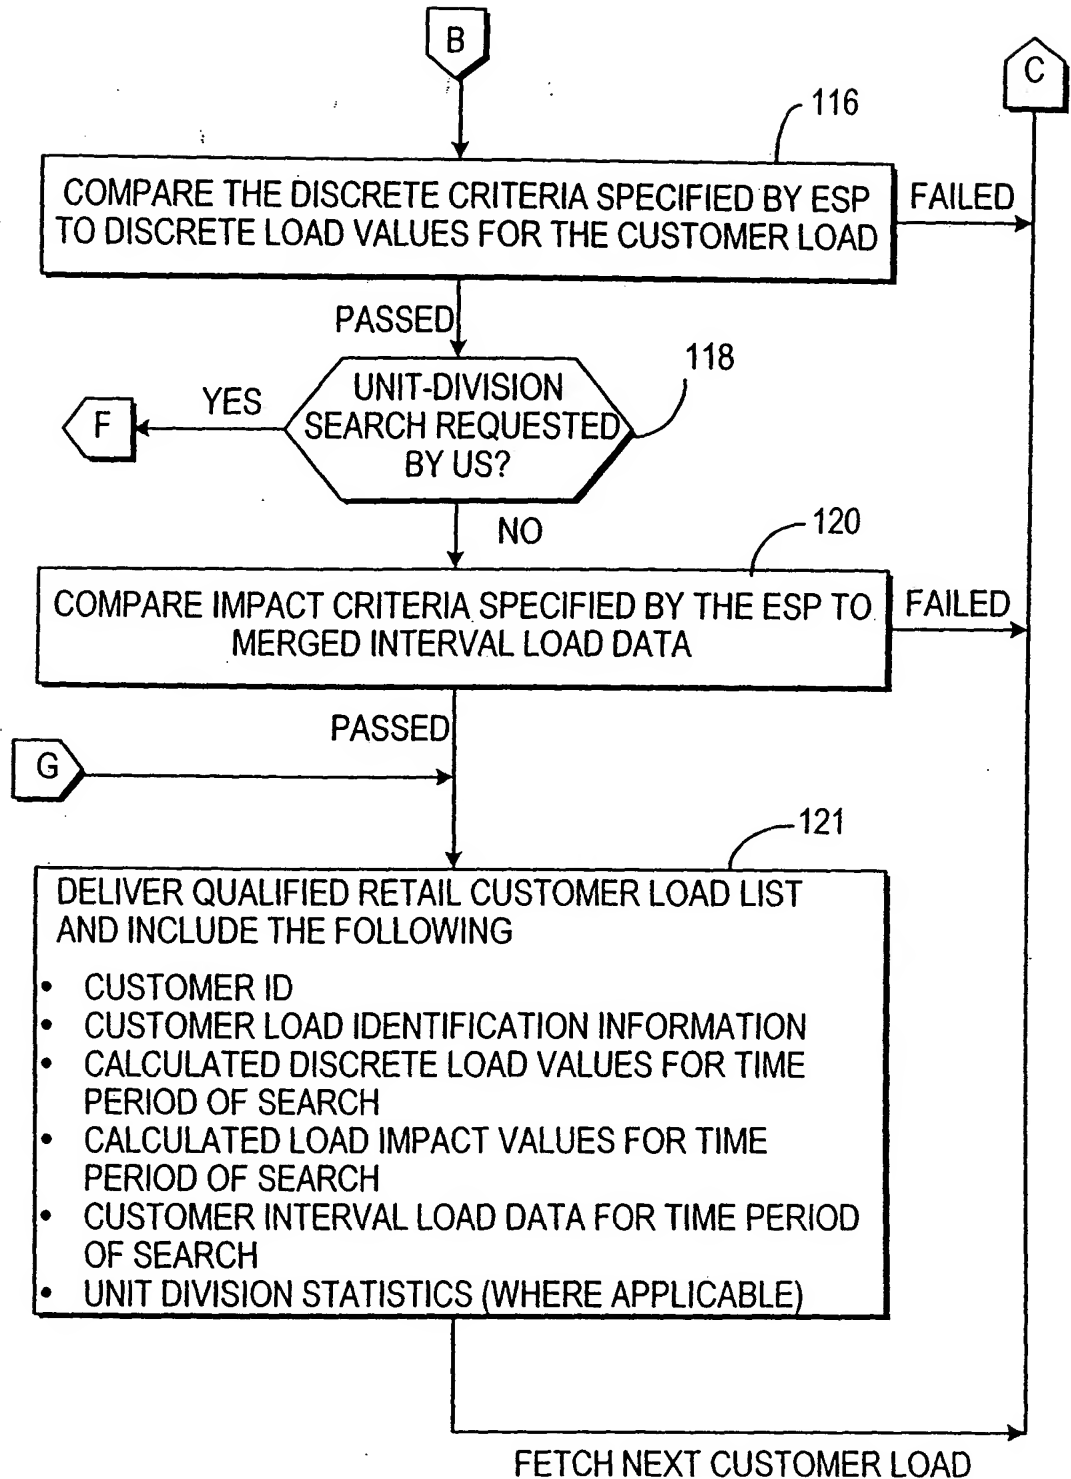 B
C
116
COMPARE THE DISCRETE CRITERIA SPECIFIED BY ESP
TO DISCRETE LOAD VALUES FOR THE CUSTOMER LOAD
FAILED
PASSED
118
UNIT-DIVISION
SEARCH REQUESTED
BY US?
YES
F
NO
120
COMPARE IMPACT CRITERIA SPECIFIED BY THE ESP TO
MERGED INTERVAL LOAD DATA
FAILED
PASSED
G
121
DELIVER QUALIFIED RETAIL CUSTOMER LOAD LIST
AND INCLUDE THE FOLLOWING
• CUSTOMER ID
• CUSTOMER LOAD IDENTIFICATION INFORMATION
• CALCULATED DISCRETE LOAD VALUES FOR TIME
PERIOD OF SEARCH
• CALCULATED LOAD IMPACT VALUES FOR TIME
PERIOD OF SEARCH
• CUSTOMER INTERVAL LOAD DATA FOR TIME PERIOD
OF SEARCH
• UNIT DIVISION STATISTICS (WHERE APPLICABLE)
FETCH NEXT CUSTOMER LOAD